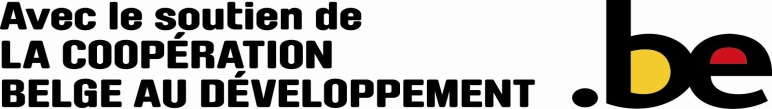 Avec le soutien de
LA COOPÉRATION
BELGE AU DÉVELOPPEMENT
.be